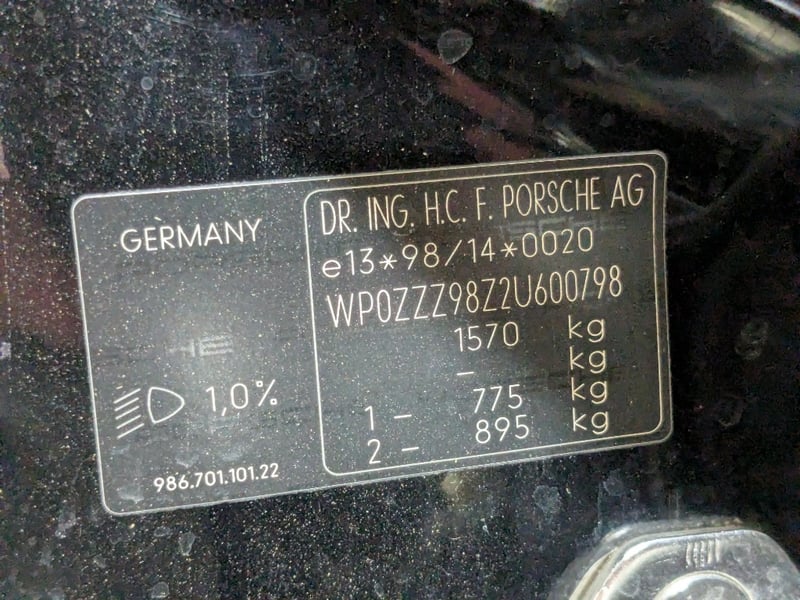 GERMANY
1,0%
986.701.101.22
DR. ING. H.C. F. PORSCHE AG
e13*98/14*0020
WP0ZZZ98Z2U600798
1570 kg
- kg
1 - 775 kg
2 - 895 kg